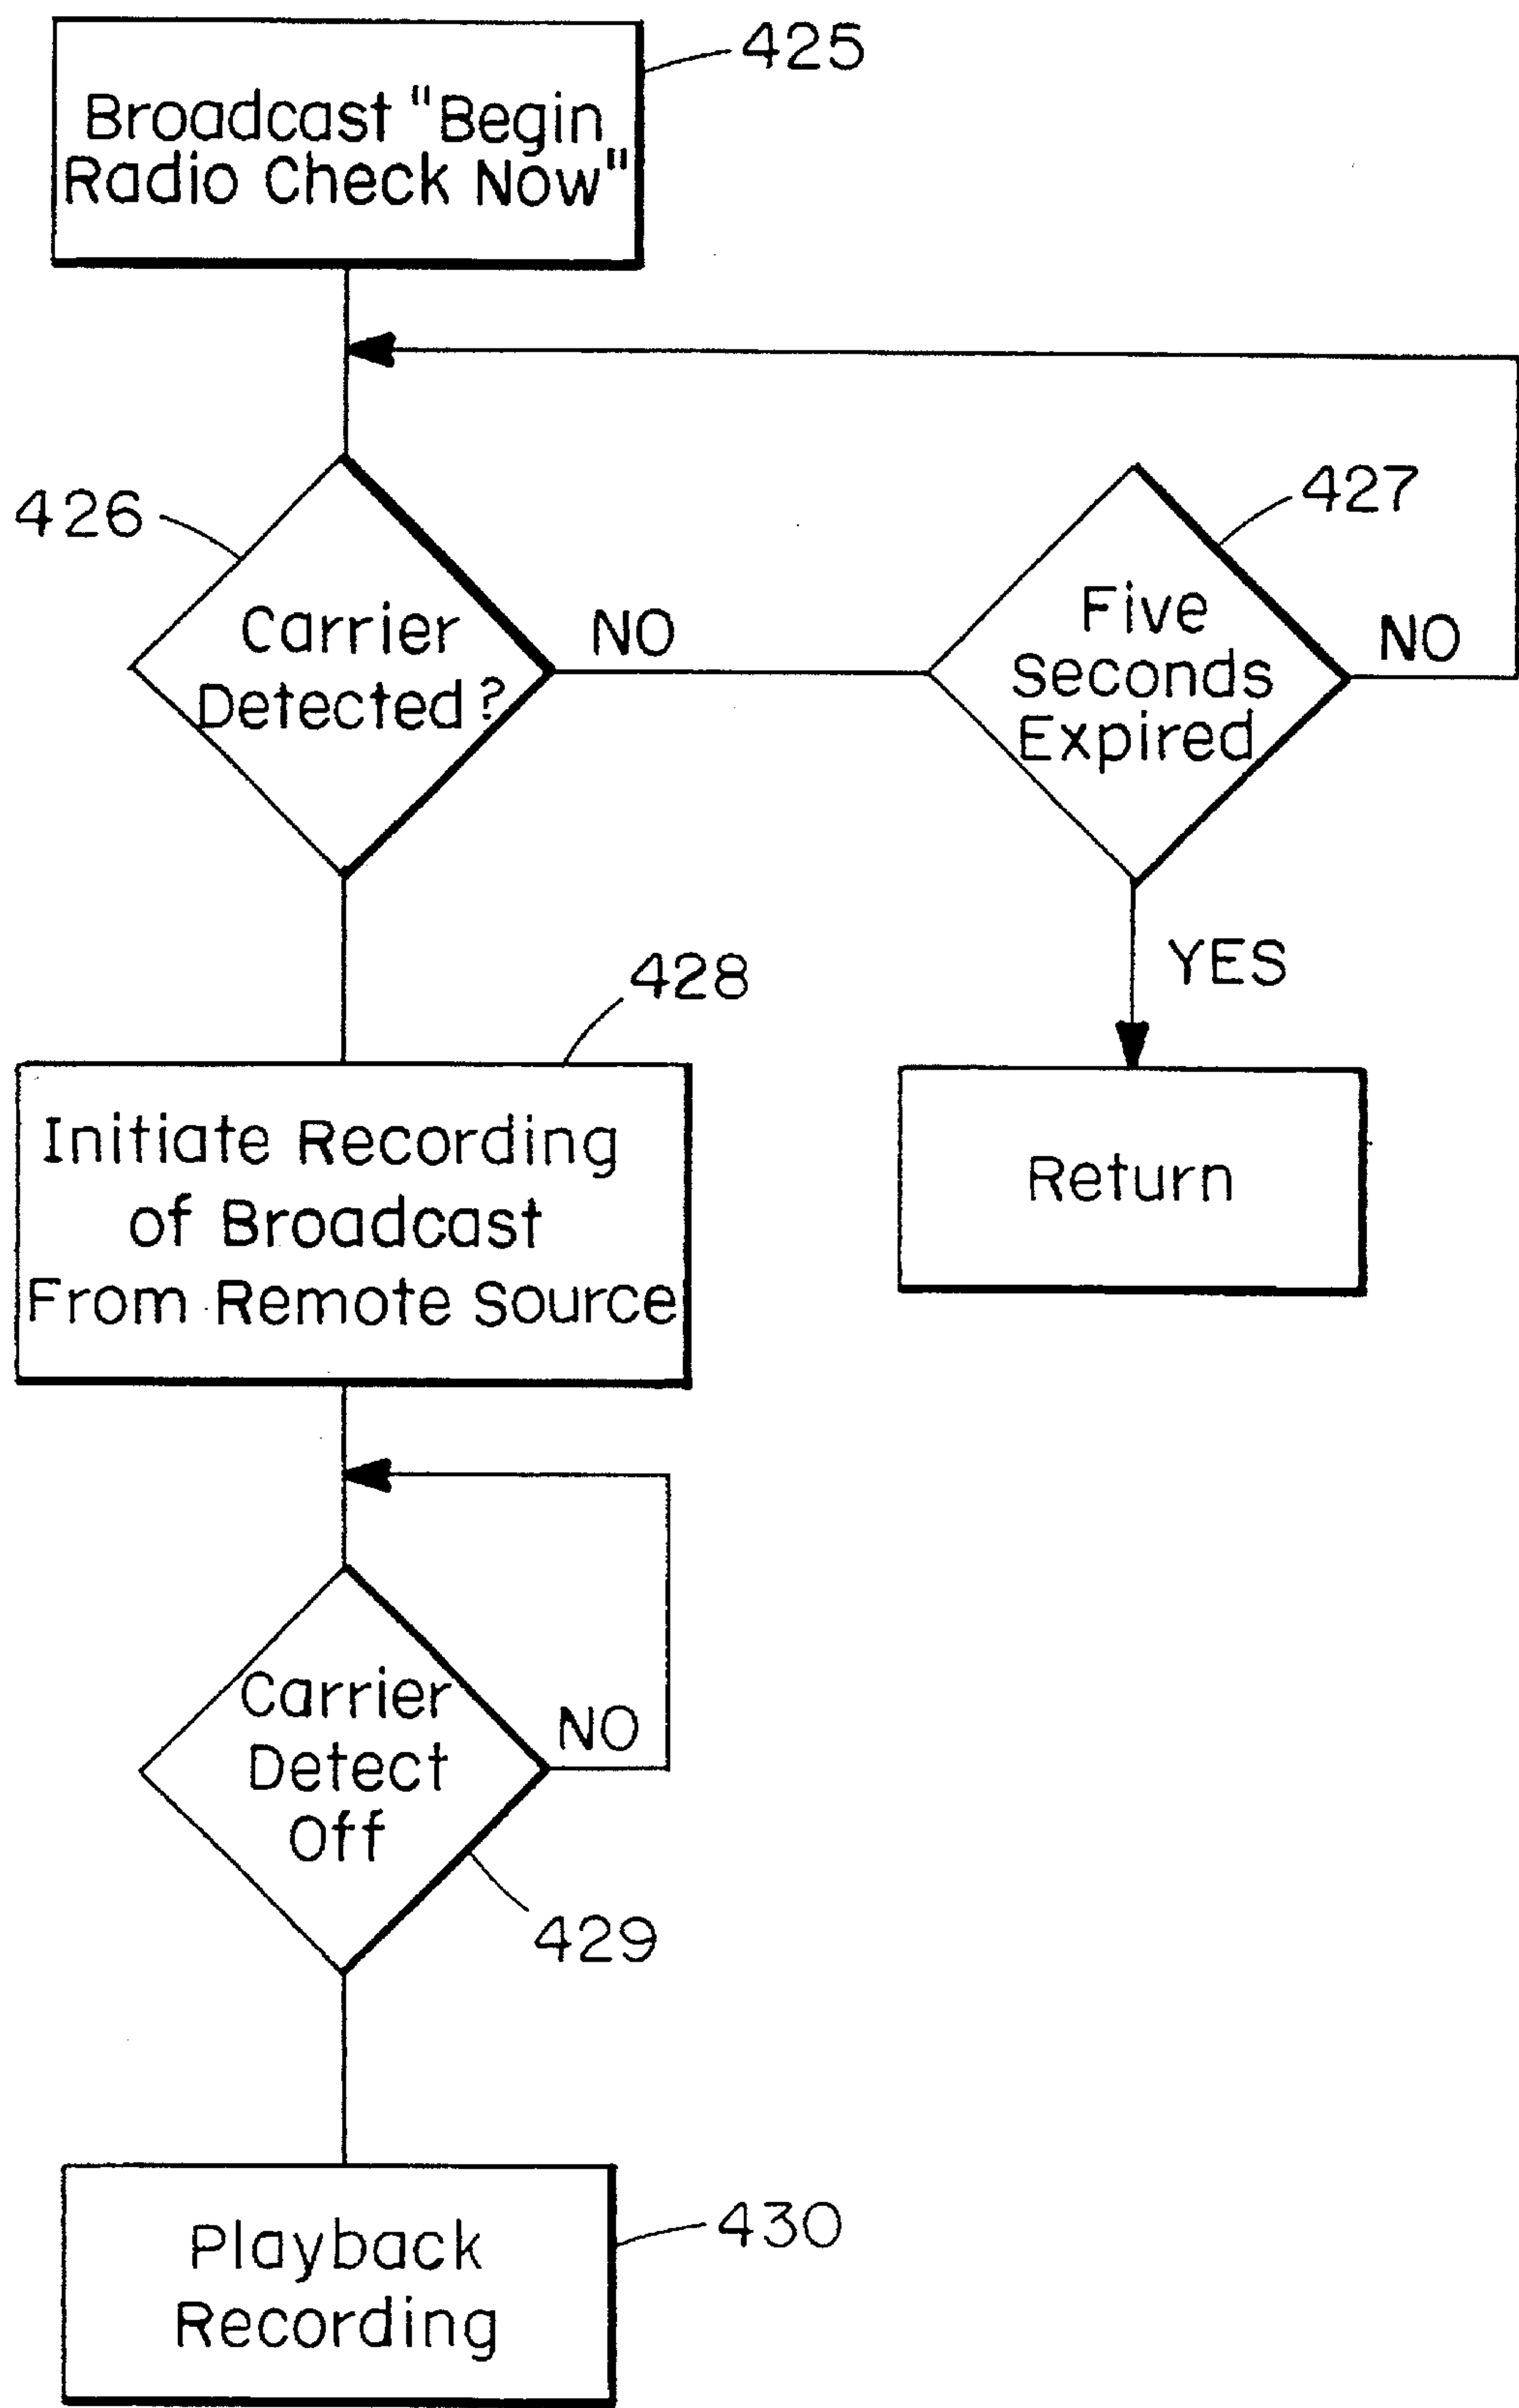 425
Broadcast "Begin
Radio Check Now"
426
Carrier
Detected?
NO
427
Five
Seconds
Expired
NO
YES
428
Initiate Recording
of Broadcast
From Remote Source
Return
Carrier
Detect
Off
NO
429
Playback
Recording
430